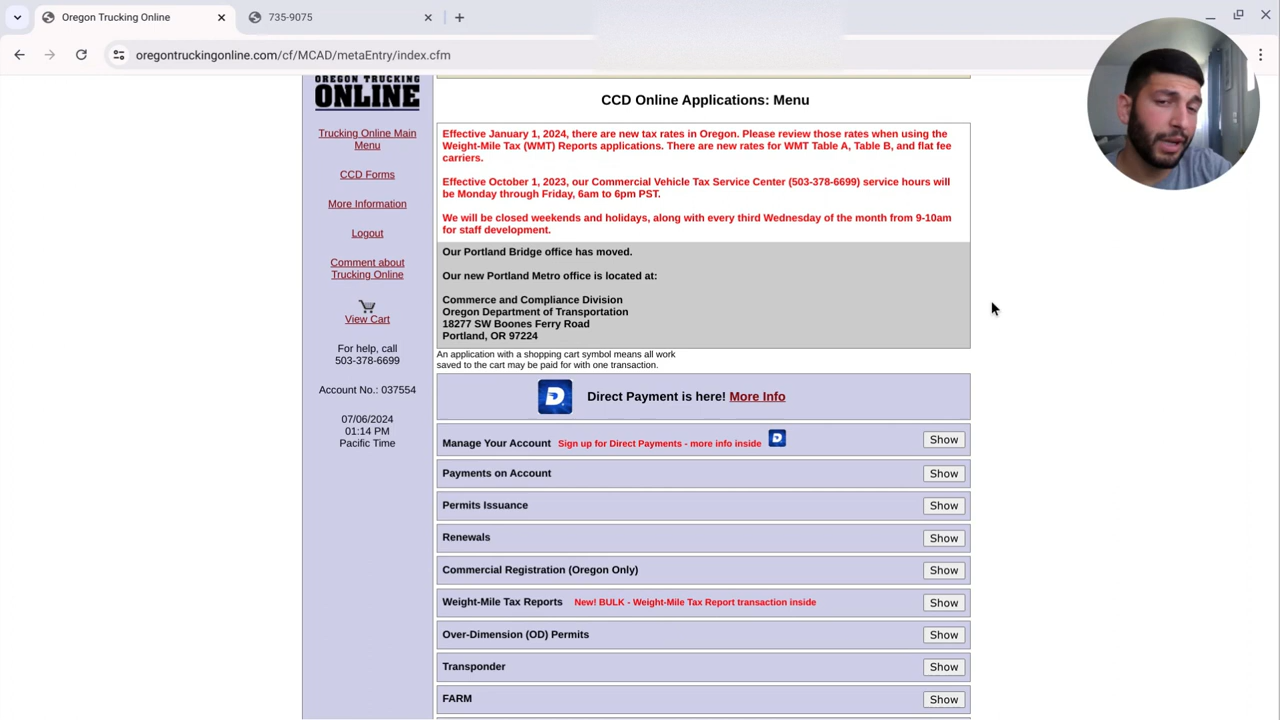 Oregon Trucking Online
735-9075
oregontruckingonline.com/cf/MCAD/metaEntry/index.cfm
OREGON TRUCKING
ONLINE
Trucking Online Main
Menu
CCD Forms
More Information
Logout
Comment about
Trucking Online
View Cart
For help, call
503-378-6699
Account No.: 037554
07/06/2024
01:14 PM
Pacific Time
CCD Online Applications: Menu
Effective January 1, 2024, there are new tax rates in Oregon. Please review those rates when using the
Weight-Mile Tax (WMT) Reports applications. There are new rates for WMT Table A, Table B, and flat fee
carriers.
Effective October 1, 2023, our Commercial Vehicle Tax Service Center (503-378-6699) service hours will
be Monday through Friday, 6am to 6pm PST.
We will be closed weekends and holidays, along with every third Wednesday of the month from 9-10am
for staff development.
Our Portland Bridge office has moved.
Our new Portland Metro office is located at:
Commerce and Compliance Division
Oregon Department of Transportation
18277 SW Boones Ferry Road
Portland, OR 97224
An application with a shopping cart symbol means all work
saved to the cart may be paid for with one transaction.
D Direct Payment is here! More Info
Manage Your Account Sign up for Direct Payments - more info inside D Show
Payments on Account Show
Permits Issuance Show
Renewals Show
Commercial Registration (Oregon Only) Show
Weight-Mile Tax Reports New! BULK - Weight-Mile Tax Report transaction inside Show
Over-Dimension (OD) Permits Show
Transponder Show
FARM Show